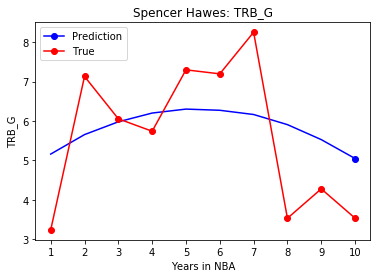 Spencer Hawes: TRB_G
Prediction
True
TRB_G
8
7
6
5
4
3
1 2 3 4 5 6 7 8 9 10
Years in NBA